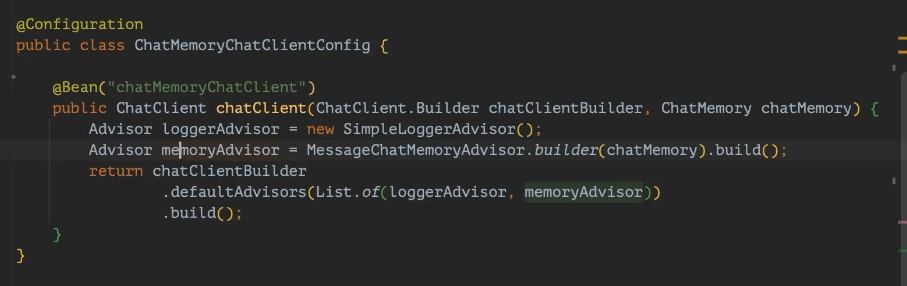 @Configuration
public class ChatMemoryChatClientConfig {
@Bean("chatMemoryChatClient")
public ChatClient chatClient(ChatClient.Builder chatClientBuilder, ChatMemory chatMemory) {
Advisor loggerAdvisor = new SimpleLoggerAdvisor();
Advisor memoryAdvisor = MessageChatMemoryAdvisor.builder(chatMemory).build();
return chatClientBuilder
.defaultAdvisors(List.of(loggerAdvisor, memoryAdvisor))
.build();
}
}